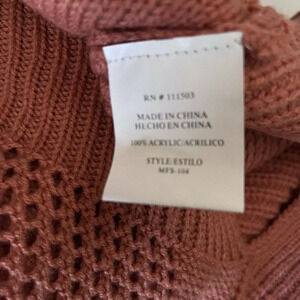 RN # 111503
MADE IN CHINA
HECHO EN CHINA
100% ACRYLIC/ACRILICO
STYLE/ESTILO
MFS-104